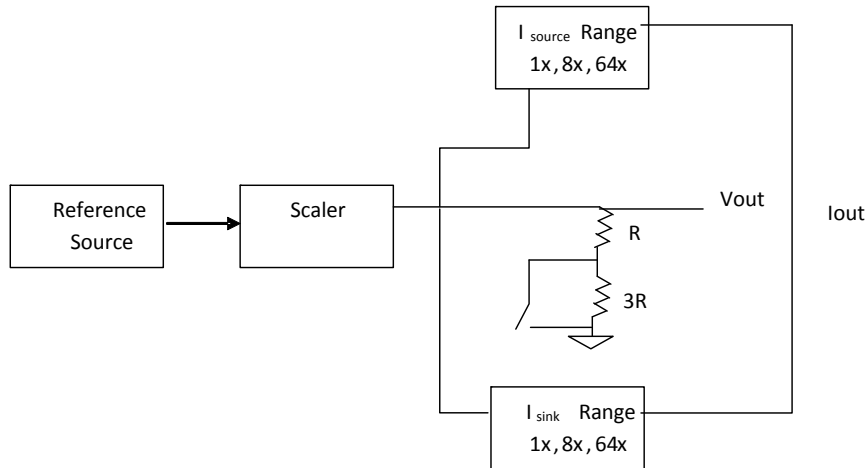 I source Range
1x, 8x, 64x
Reference
Source
Scaler
Vout
Iout
R
3R
I sink Range
1x, 8x, 64x